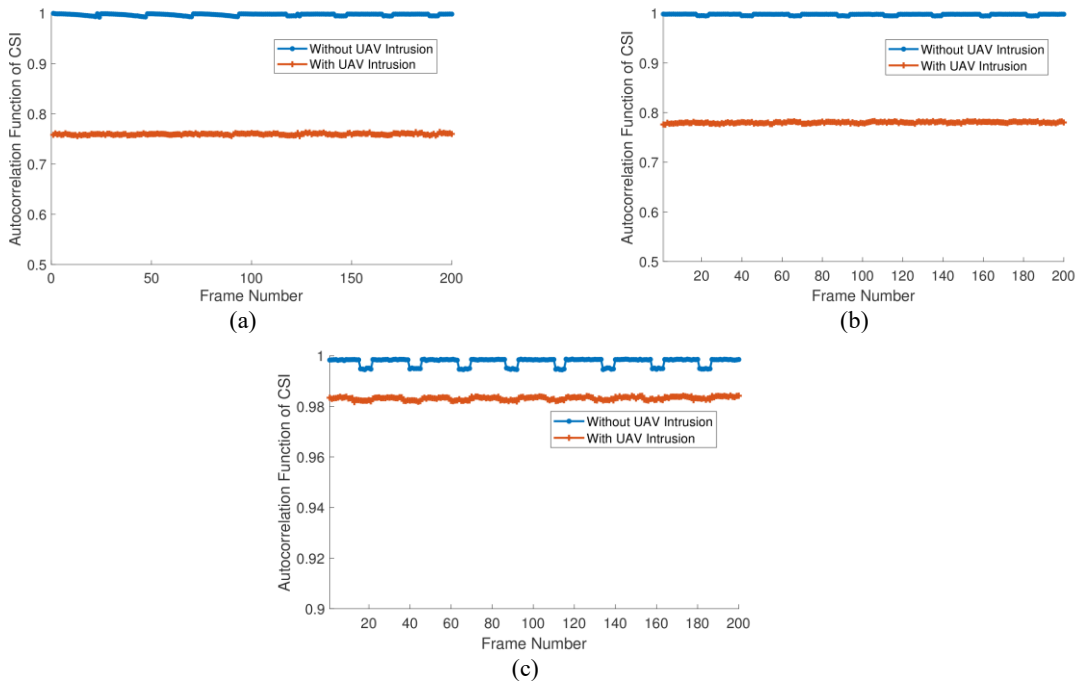 1
0.9
0.8
0.7
0.6
0.5
Autocorrelation Function of CSI
Without UAV Intrusion
With UAV Intrusion
0
50
100
150
200
Frame Number
(a)
1
0.9
0.8
0.7
0.6
0.5
Autocorrelation Function of CSI
Without UAV Intrusion
With UAV Intrusion
20
40
60
80
100
120
140
160
180
200
Frame Number
(b)
1
0.98
0.96
0.94
0.92
0.9
Autocorrelation Function of CSI
Without UAV Intrusion
With UAV Intrusion
20
40
60
80
100
120
140
160
180
200
Frame Number
(c)